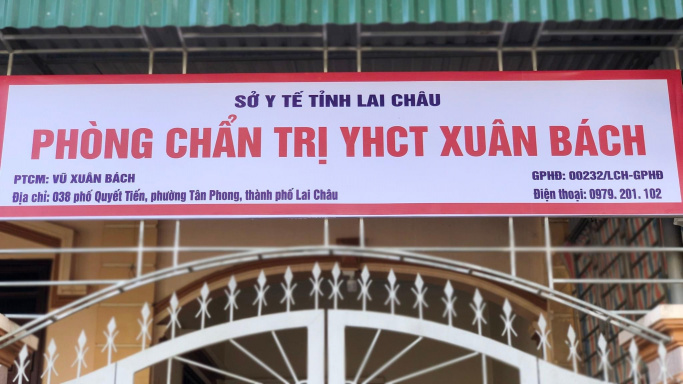 SỞ Y TẾ TỈNH LAI CHÂU
PHÒNG CHẨN TRỊ YHCT XUÂN BÁCH
PTCM: VŨ XUÂN BÁCH
GPHĐ: 00232/LCH-GPHĐ
Địa chỉ: 038 phố Quyết Tiến, phường Tân Phong, thành phố Lai Châu
Điện thoại: 0979. 201. 102